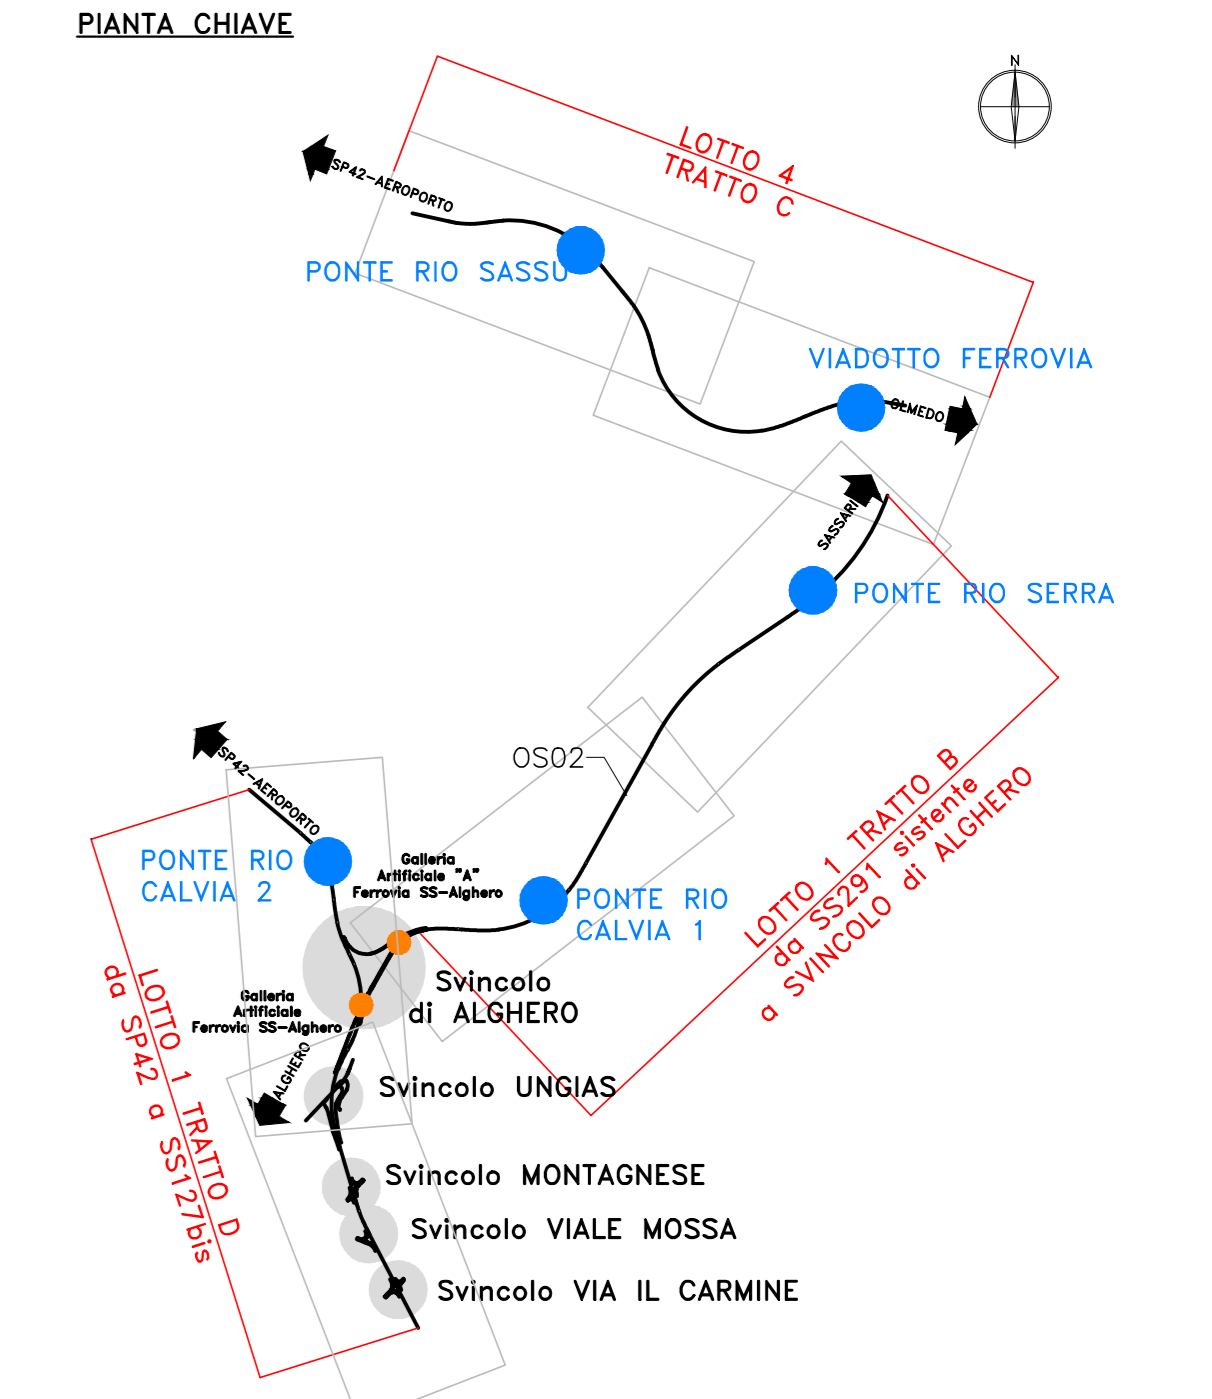 PIANTA CHIAVE
N
LOTTO 4
TRATTO C
SP42-AEROPORTO
PONTE RIO SASSU
VIADOTTO FERROVIA
OLMEDO
SASSARI
PONTE RIO SERRA
OS02
LOTTO 1 TRATTO B
da SS291 sistente
a SVINCOLO di ALGHERO
SP42-AEROPORTO
PONTE RIO
CALVIA 2
Galleria
Artificiale "A"
Ferrovia SS-Alghero
PONTE RIO
CALVIA 1
Svincolo
di ALGHERO
Galleria
Artificiale
Ferrovia SS-Alghero
LOTTO 1 TRATTO D
da SP42 a SS127bis
ALGHERO
Svincolo UNGIAS
Svincolo MONTAGNESE
Svincolo VIALE MOSSA
Svincolo VIA IL CARMINE